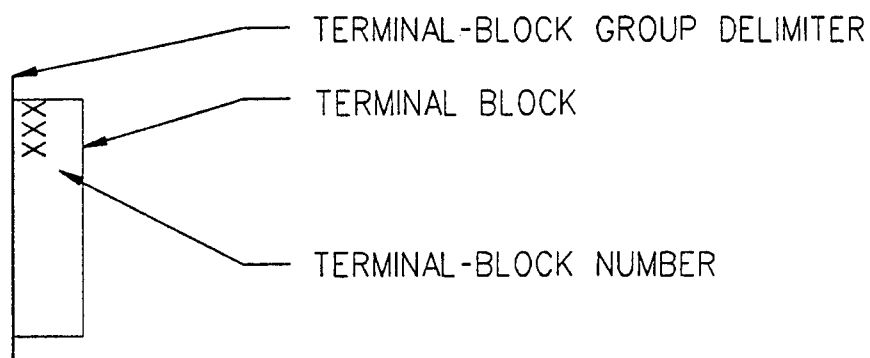 TERMINAL-BLOCK GROUP DELIMITER
TERMINAL BLOCK
XXX
TERMINAL-BLOCK NUMBER